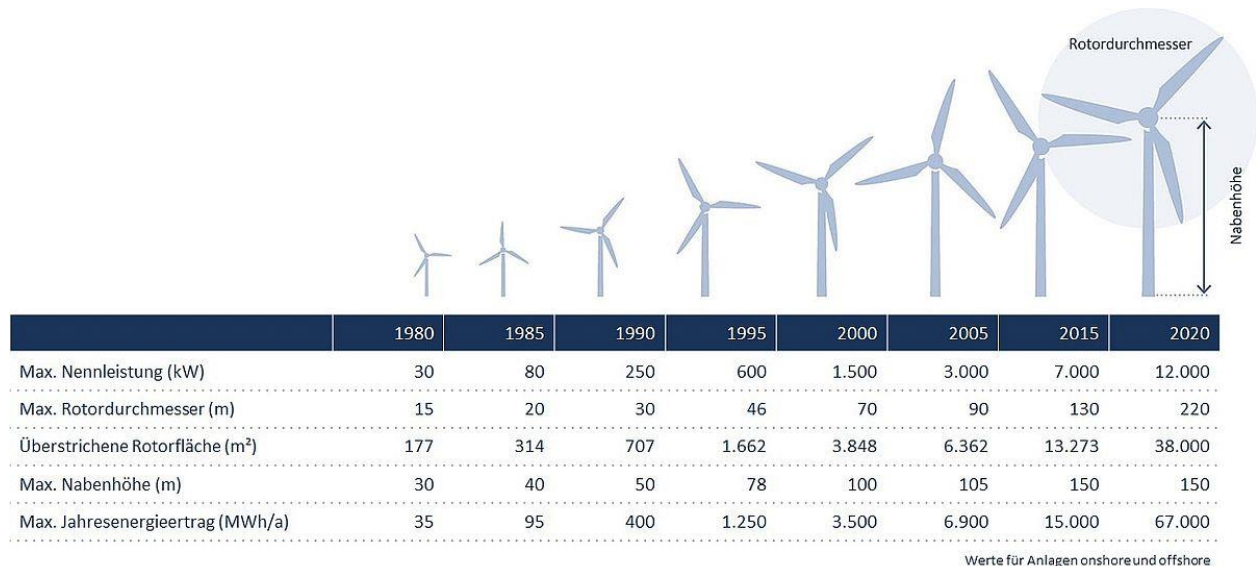 Rotordurchmesser
Nabenhöhe
1980 1985 1990 1995 2000 2005 2015 2020
Max. Nennleistung (kW) 30 80 250 600 1.500 3.000 7.000 12.000
Max. Rotordurchmesser (m) 15 20 30 46 70 90 130 220
Überstrichene Rotorfläche (m²) 177 314 707 1.662 3.848 6.362 13.273 38.000
Max. Nabenhöhe (m) 30 40 50 78 100 105 150 150
Max. Jahresenergieertrag (MWh/a) 35 95 400 1.250 3.500 6.900 15.000 67.000
Werte für Anlagen onshore und offshore